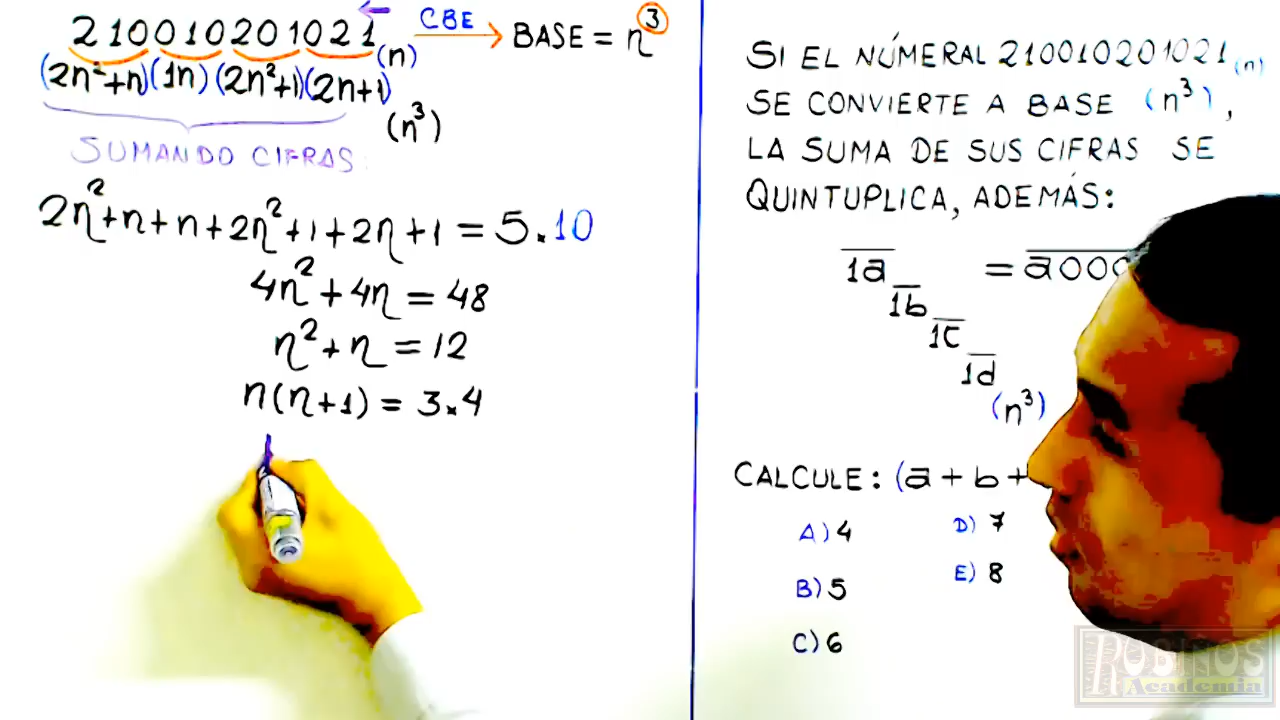 210010201021(n) CBE → BASE = n³
(2n²+n)(1n)(2n²+1)(2n+1)(n³)
SUMANDO CIFRAS:
2n²+n+n+2n²+1+2n+1 = 5.10
4n²+4n = 48
n²+n = 12
n(n+1) = 3×4
SI EL NÚMERAL 210010201021(n)
SE CONVIERTE A BASE (n³),
LA SUMA DE SUS CIFRAS SE
QUINTUPLICA, ADEMÁS:
1a = a000
1b
1c
1d
(n³)
CALCULE: (a + b +
A) 4
B) 5
C) 6
D) 7
E) 8
ROBINOS
Academia